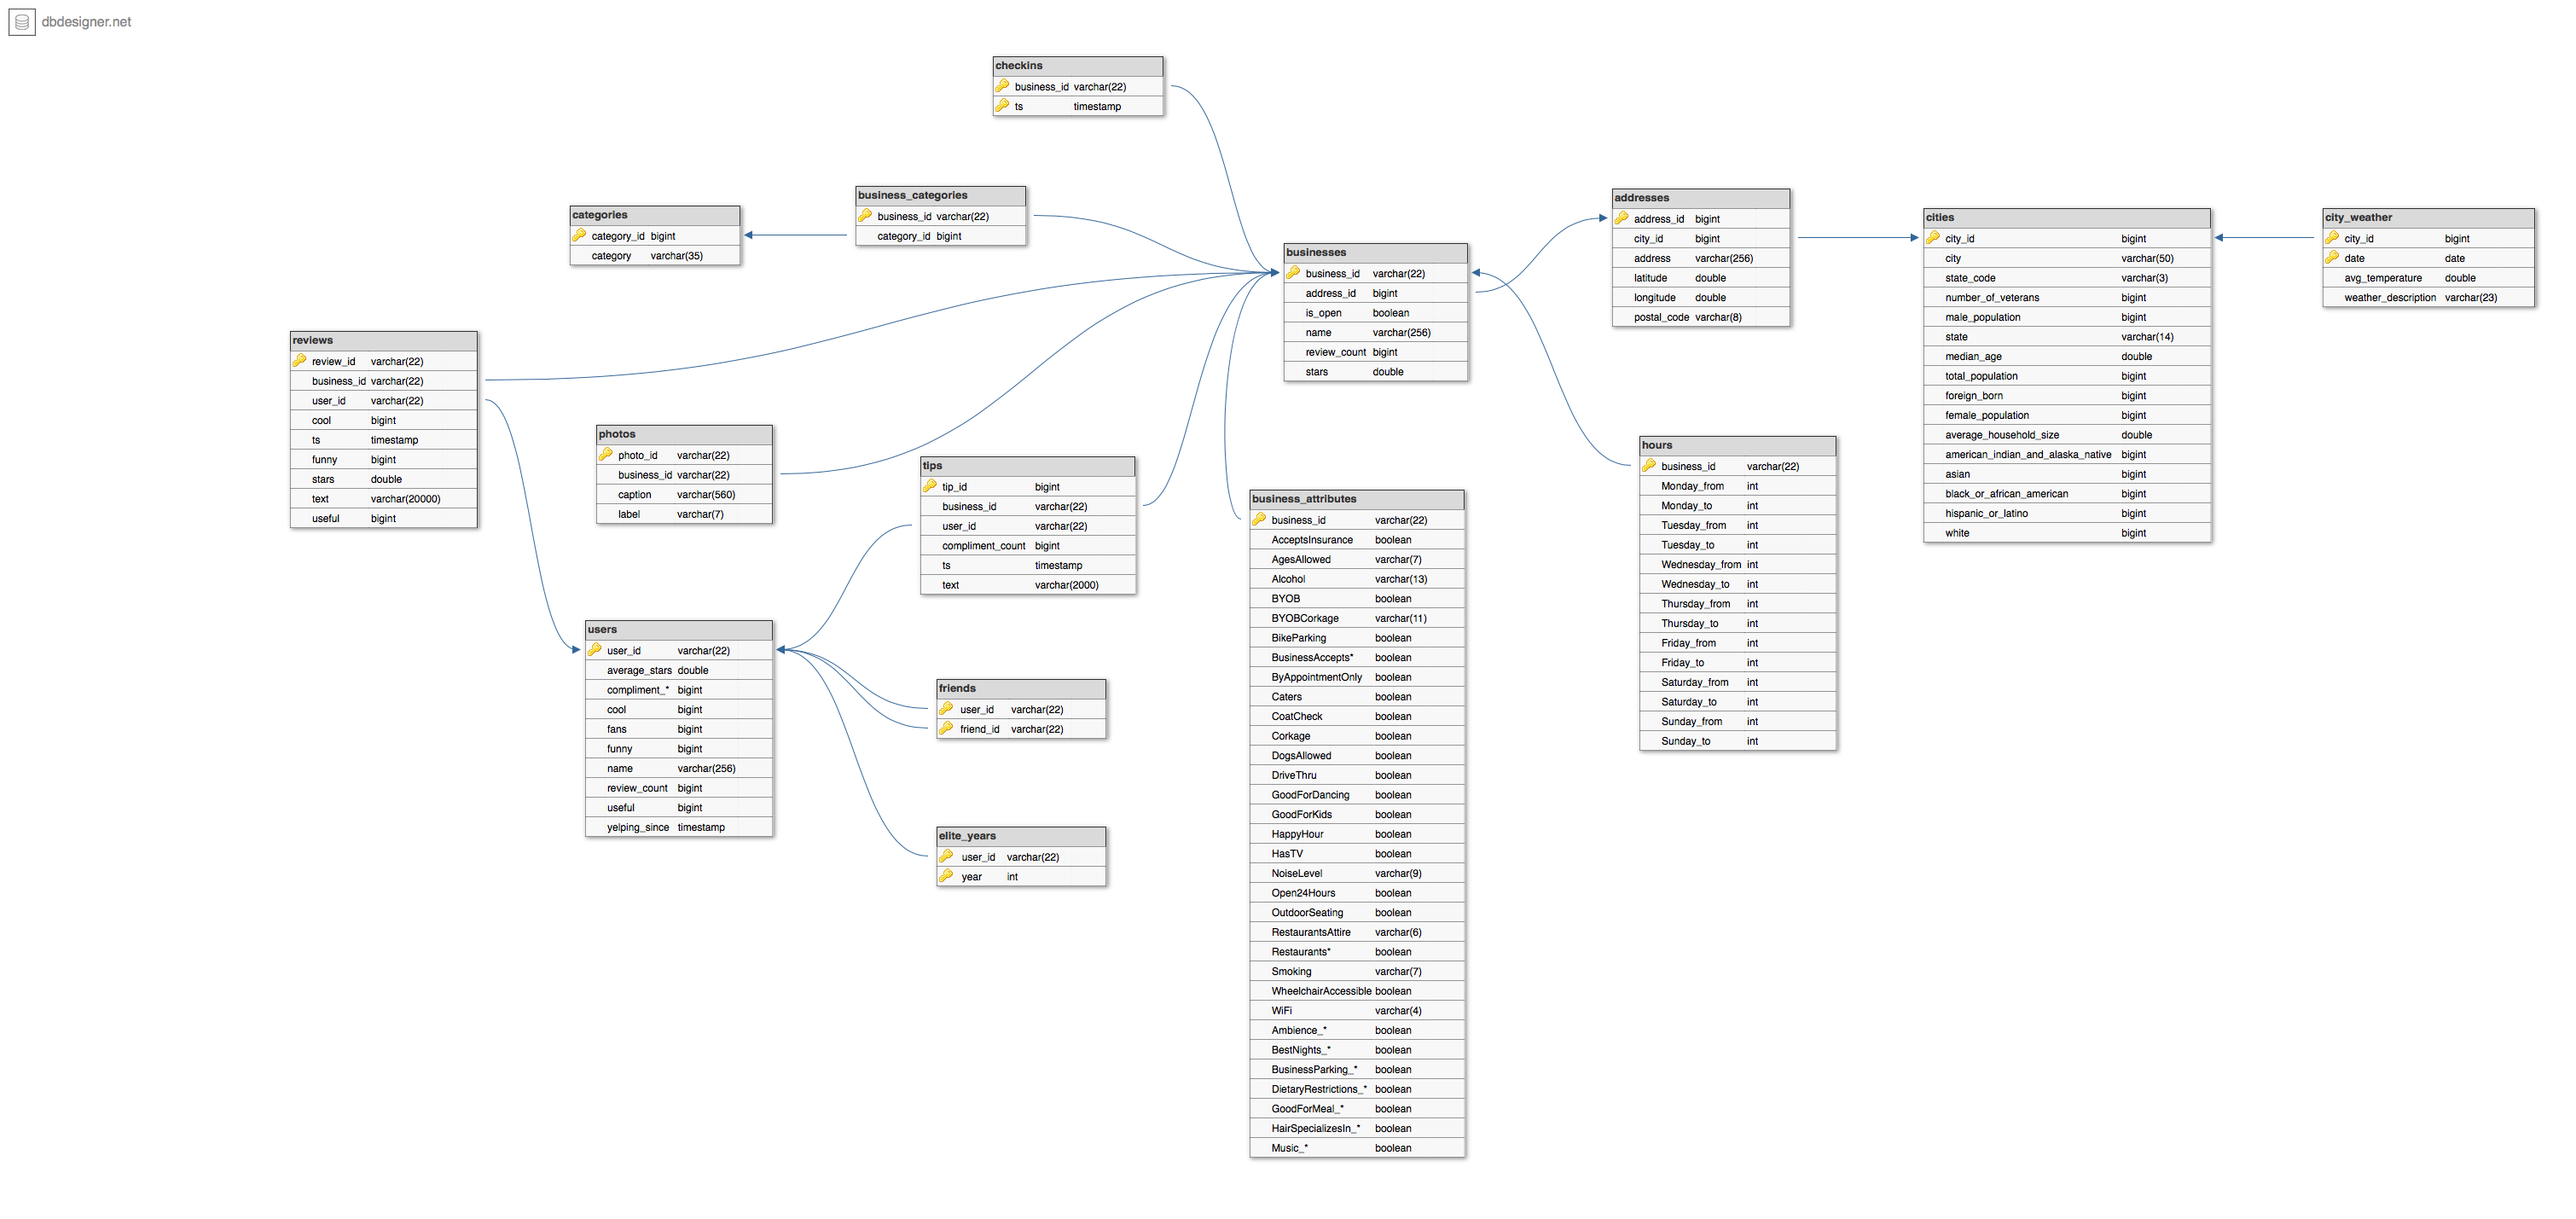 dbdesigner.net
checkins
business_id varchar(22)
ts timestamp
categories
category_id bigint
category varchar(35)
business_categories
business_id varchar(22)
category_id bigint
businesses
business_id varchar(22)
address_id bigint
is_open boolean
name varchar(256)
review_count bigint
stars double
addresses
address_id bigint
city_id bigint
address varchar(256)
latitude double
longitude double
postal_code varchar(8)
cities
city_id bigint
city varchar(50)
state_code varchar(3)
number_of_veterans bigint
male_population bigint
state varchar(14)
median_age double
total_population bigint
foreign_born bigint
female_population bigint
average_household_size double
american_indian_and_alaska_native bigint
asian bigint
black_or_african_american bigint
hispanic_or_latino bigint
white bigint
city_weather
city_id bigint
date date
avg_temperature double
weather_description varchar(23)
reviews
review_id varchar(22)
business_id varchar(22)
user_id varchar(22)
cool bigint
ts timestamp
funny bigint
stars double
text varchar(20000)
useful bigint
photos
photo_id varchar(22)
business_id varchar(22)
caption varchar(560)
label varchar(7)
tips
tip_id bigint
business_id varchar(22)
user_id varchar(22)
compliment_count bigint
ts timestamp
text varchar(2000)
business_attributes
business_id varchar(22)
AcceptsInsurance boolean
AgesAllowed varchar(7)
Alcohol varchar(13)
BYOB boolean
BYOBCorkage varchar(11)
BikeParking boolean
BusinessAccepts* boolean
ByAppointmentOnly boolean
Caters boolean
CoatCheck boolean
Corkage boolean
DogsAllowed boolean
DriveThru boolean
GoodForDancing boolean
GoodForKids boolean
HappyHour boolean
HasTV boolean
NoiseLevel varchar(9)
Open24Hours boolean
OutdoorSeating boolean
RestaurantsAttire varchar(6)
Restaurants* boolean
Smoking varchar(7)
WheelchairAccessible boolean
WiFi varchar(4)
Ambience_* boolean
BestNights_* boolean
BusinessParking_* boolean
DietaryRestrictions_* boolean
GoodForMeal_* boolean
HairSpecializesIn_* boolean
Music_* boolean
hours
business_id varchar(22)
Monday_from int
Monday_to int
Tuesday_from int
Tuesday_to int
Wednesday_from int
Wednesday_to int
Thursday_from int
Thursday_to int
Friday_from int
Friday_to int
Saturday_from int
Saturday_to int
Sunday_from int
Sunday_to int
users
user_id varchar(22)
average_stars double
compliment_* bigint
cool bigint
fans bigint
funny bigint
name varchar(256)
review_count bigint
useful bigint
yelping_since timestamp
friends
user_id varchar(22)
friend_id varchar(22)
elite_years
user_id varchar(22)
year int